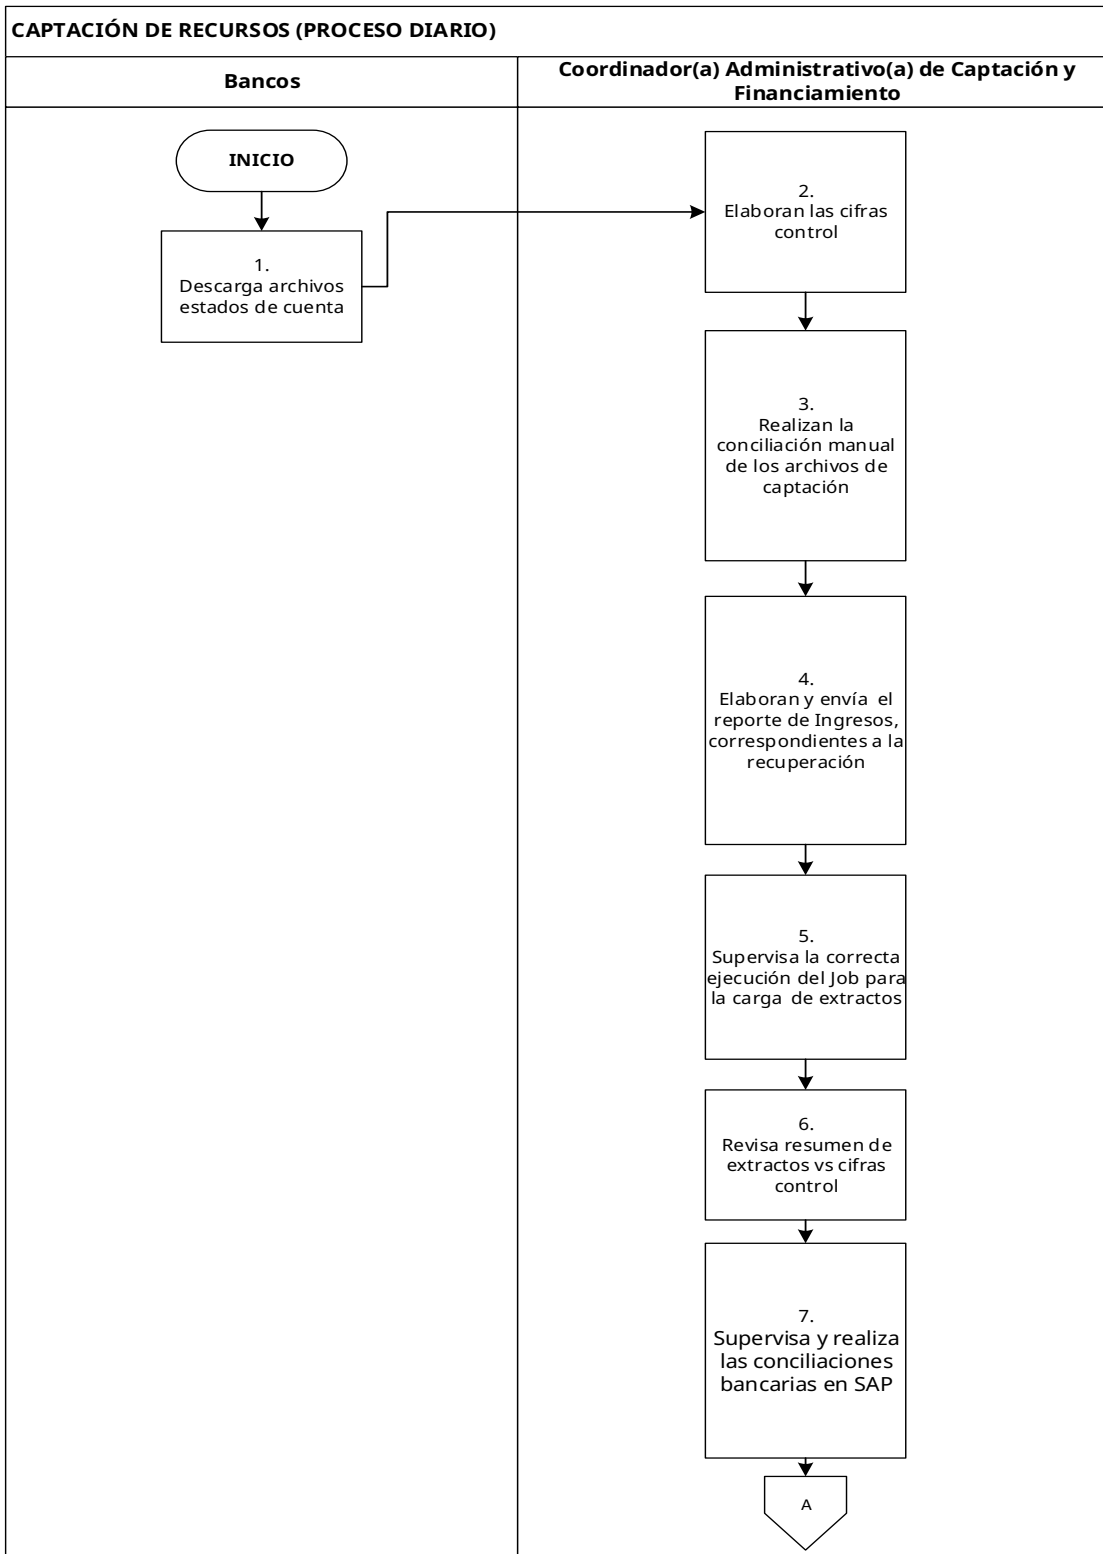 CAPTACIÓN DE RECURSOS (PROCESO DIARIO)
Bancos
Coordinador(a) Administrativo(a) de Captación y
Financiamiento
INICIO
1.
Descarga archivos
estados de cuenta
2.
Elaboran las cifras
control
3.
Realizan la
conciliación manual
de los archivos de
captación
4.
Elaboran y envía el
reporte de Ingresos,
correspondientes a la
recuperación
5.
Supervisa la correcta
ejecución del Job para
la carga de extractos
6.
Revisa resumen de
extractos vs cifras
control
7.
Supervisa y realiza
las conciliaciones
bancarias en SAP
A